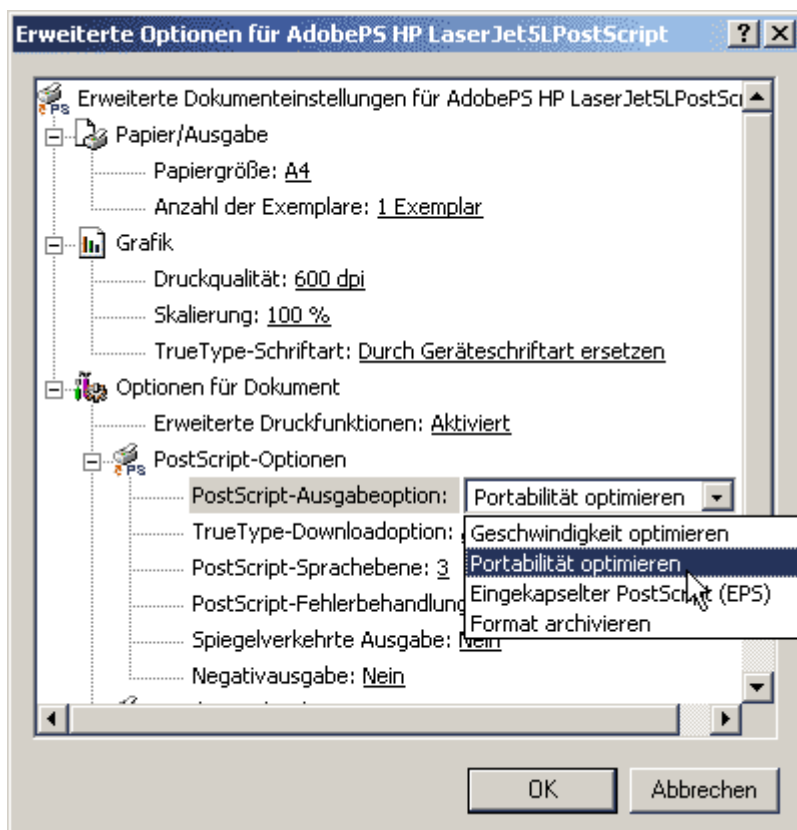 Erweiterte Optionen für AdobePS HP LaserJet5LPostScript
Erweiterte Dokumenteinstellungen für AdobePS HP LaserJet5LPostScr
Papier/Ausgabe
Papiergröße: A4
Anzahl der Exemplare: 1 Exemplar
Grafik
Druckqualität: 600 dpi
Skalierung: 100 %
TrueType-Schriftart: Durch Geräteschriftart ersetzen
Optionen für Dokument
Erweiterte Druckfunktionen: Aktiviert
PS PostScript-Optionen
PostScript-Ausgabeoption: Portabilität optimieren
TrueType-Downloadoption: Geschwindigkeit optimieren
PostScript-Sprachebene: 3 Portabilität optimieren
Eingekapselter PostScript (EPS)
PostScript-Fehlerbehandlung Format archivieren
Spiegelverkehrte Ausgabe: Nein
Negativausgabe: Nein
OK Abbrechen